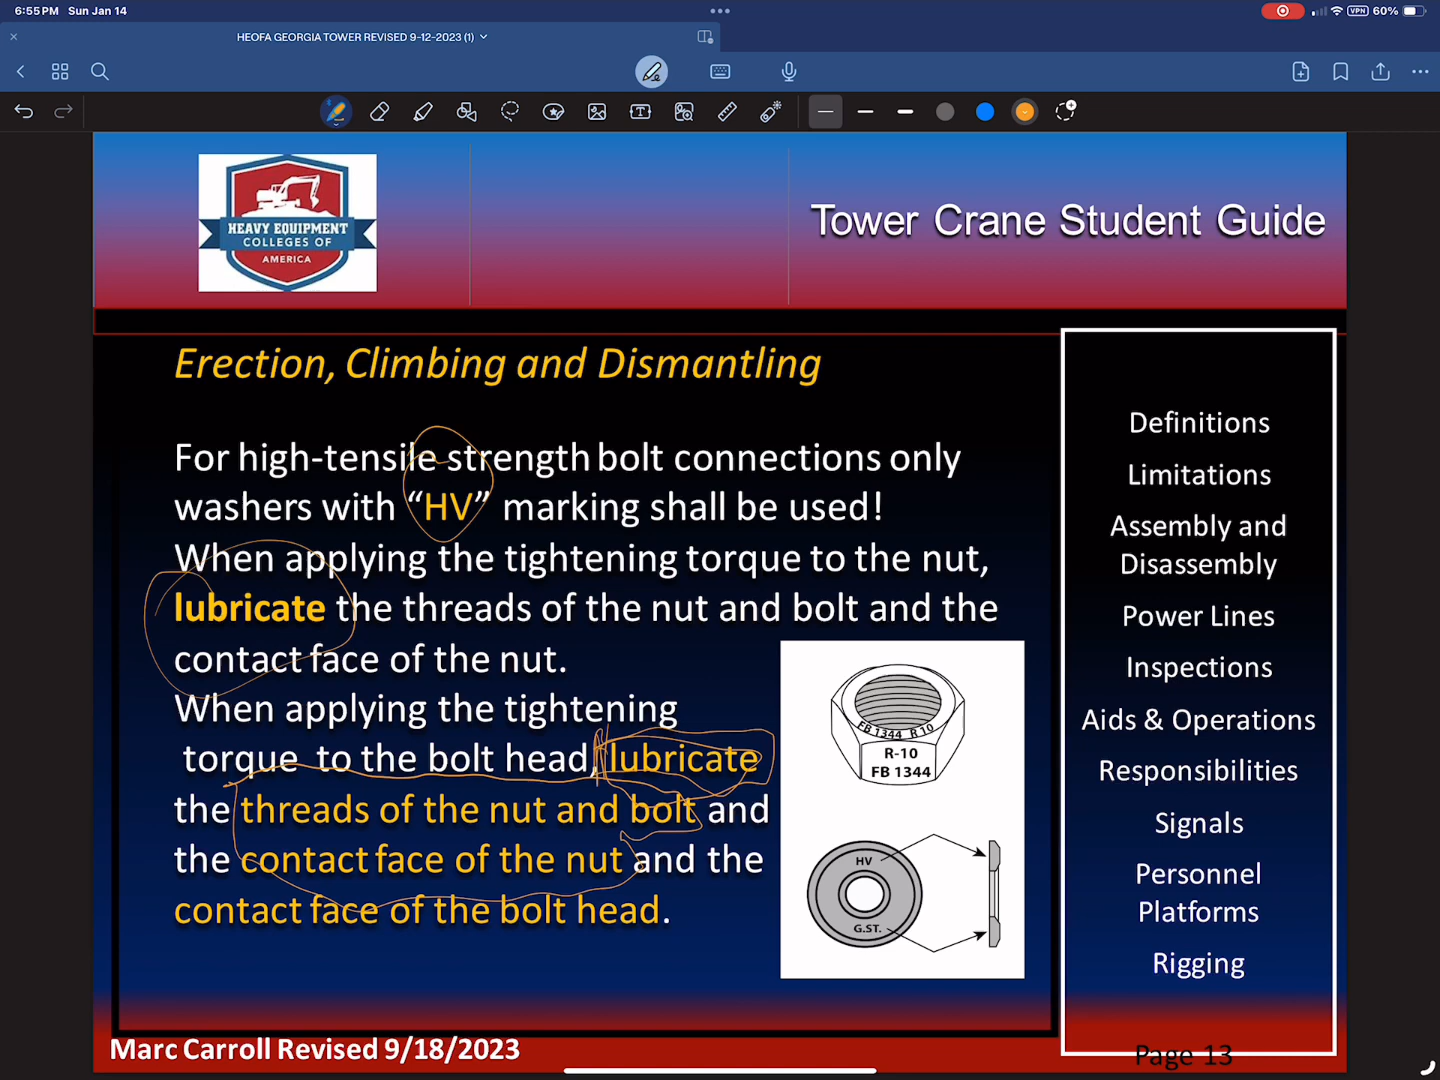 6:55 PM Sun Jan 14
VPN 60%
HEOFA GEORGIA TOWER REVISED 9-12-2023 (1)
HEAVY EQUIPMENT
COLLEGES OF
AMERICA
Tower Crane Student Guide
Erection, Climbing and Dismantling
For high-tensile strength bolt connections only
washers with “HV” marking shall be used!
When applying the tightening torque to the nut,
lubricate the threads of the nut and bolt and the
contact face of the nut.
When applying the tightening
torque to the bolt head, lubricate
the threads of the nut and bolt and
the contact face of the nut and the
contact face of the bolt head.
FB 1344 R 10
R-10
FB 1344
HV
G.ST.
Definitions
Limitations
Assembly and
Disassembly
Power Lines
Inspections
Aids & Operations
Responsibilities
Signals
Personnel
Platforms
Rigging
Marc Carroll Revised 9/18/2023
Page 13